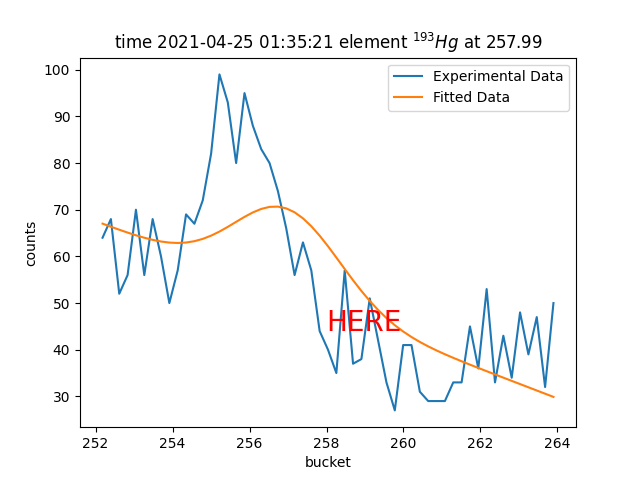 time 2021-04-25 01:35:21 element ¹⁹³Hg at 257.99
Experimental Data
Fitted Data
100
90
80
70
60
50
40
30
counts
HERE
252 254 256 258 260 262 264
bucket